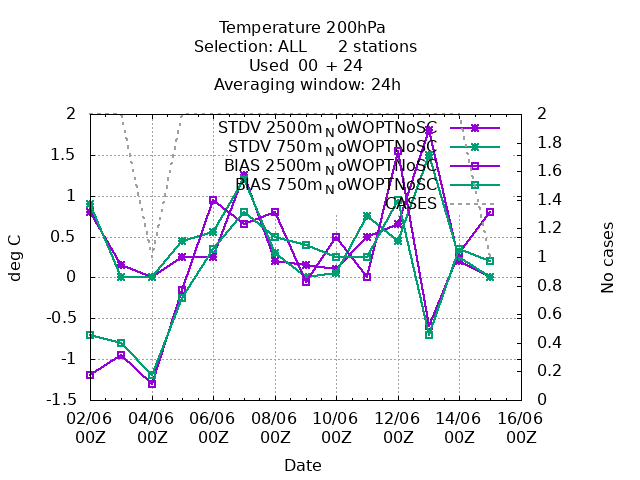 Temperature 200hPa
Selection: ALL 2 stations
Used 00 + 24
Averaging window: 24h
STDV 2500m_NoWOPTNoSC
STDV 750m_NoWOPTNoSC
BIAS 2500m_NoWOPTNoSC
BIAS 750m_NoWOPTNoSC
CASES
2
1.5
1
0.5
0
-0.5
-1
-1.5
deg C
2
1.8
1.6
1.4
1.2
1
0.8
0.6
0.4
0.2
0
No cases
02/06 04/06 06/06 08/06 10/06 12/06 14/06 16/06
00Z 00Z 00Z 00Z 00Z 00Z 00Z 00Z
Date